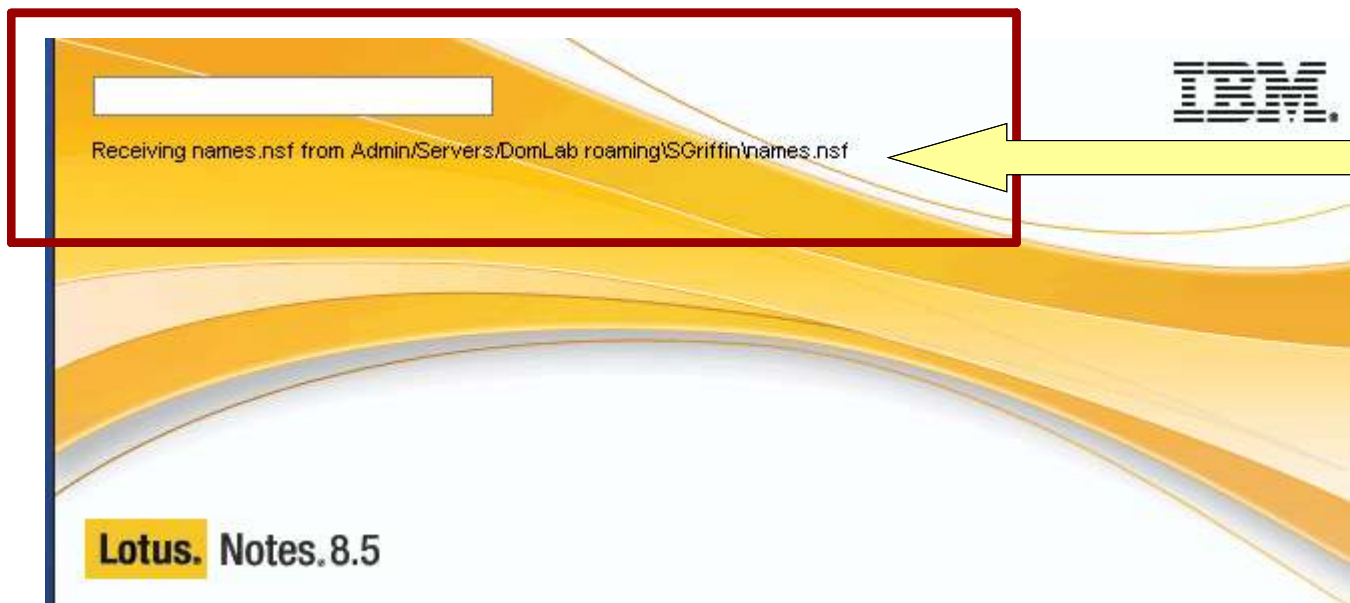 IBM.
Receiving names.nsf from Admin/Servers/DomLab roaming\SGriffin\names.nsf
Lotus. Notes. 8.5